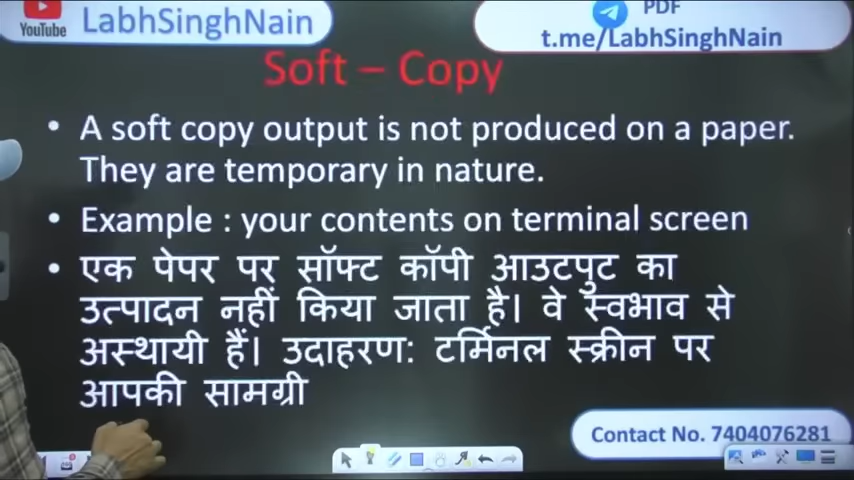 YouTube
LabhSinghNain
PDF
t.me/LabhSinghNain
Soft – Copy
• A soft copy output is not produced on a paper.
They are temporary in nature.
• Example : your contents on terminal screen
• एक पेपर पर सॉफ्ट कॉपी आउटपुट का
उत्पादन नहीं किया जाता है। वे स्वभाव से
अस्थायी हैं। उदाहरण: टर्मिनल स्क्रीन पर
आपकी सामग्री
Contact No. 7404076281